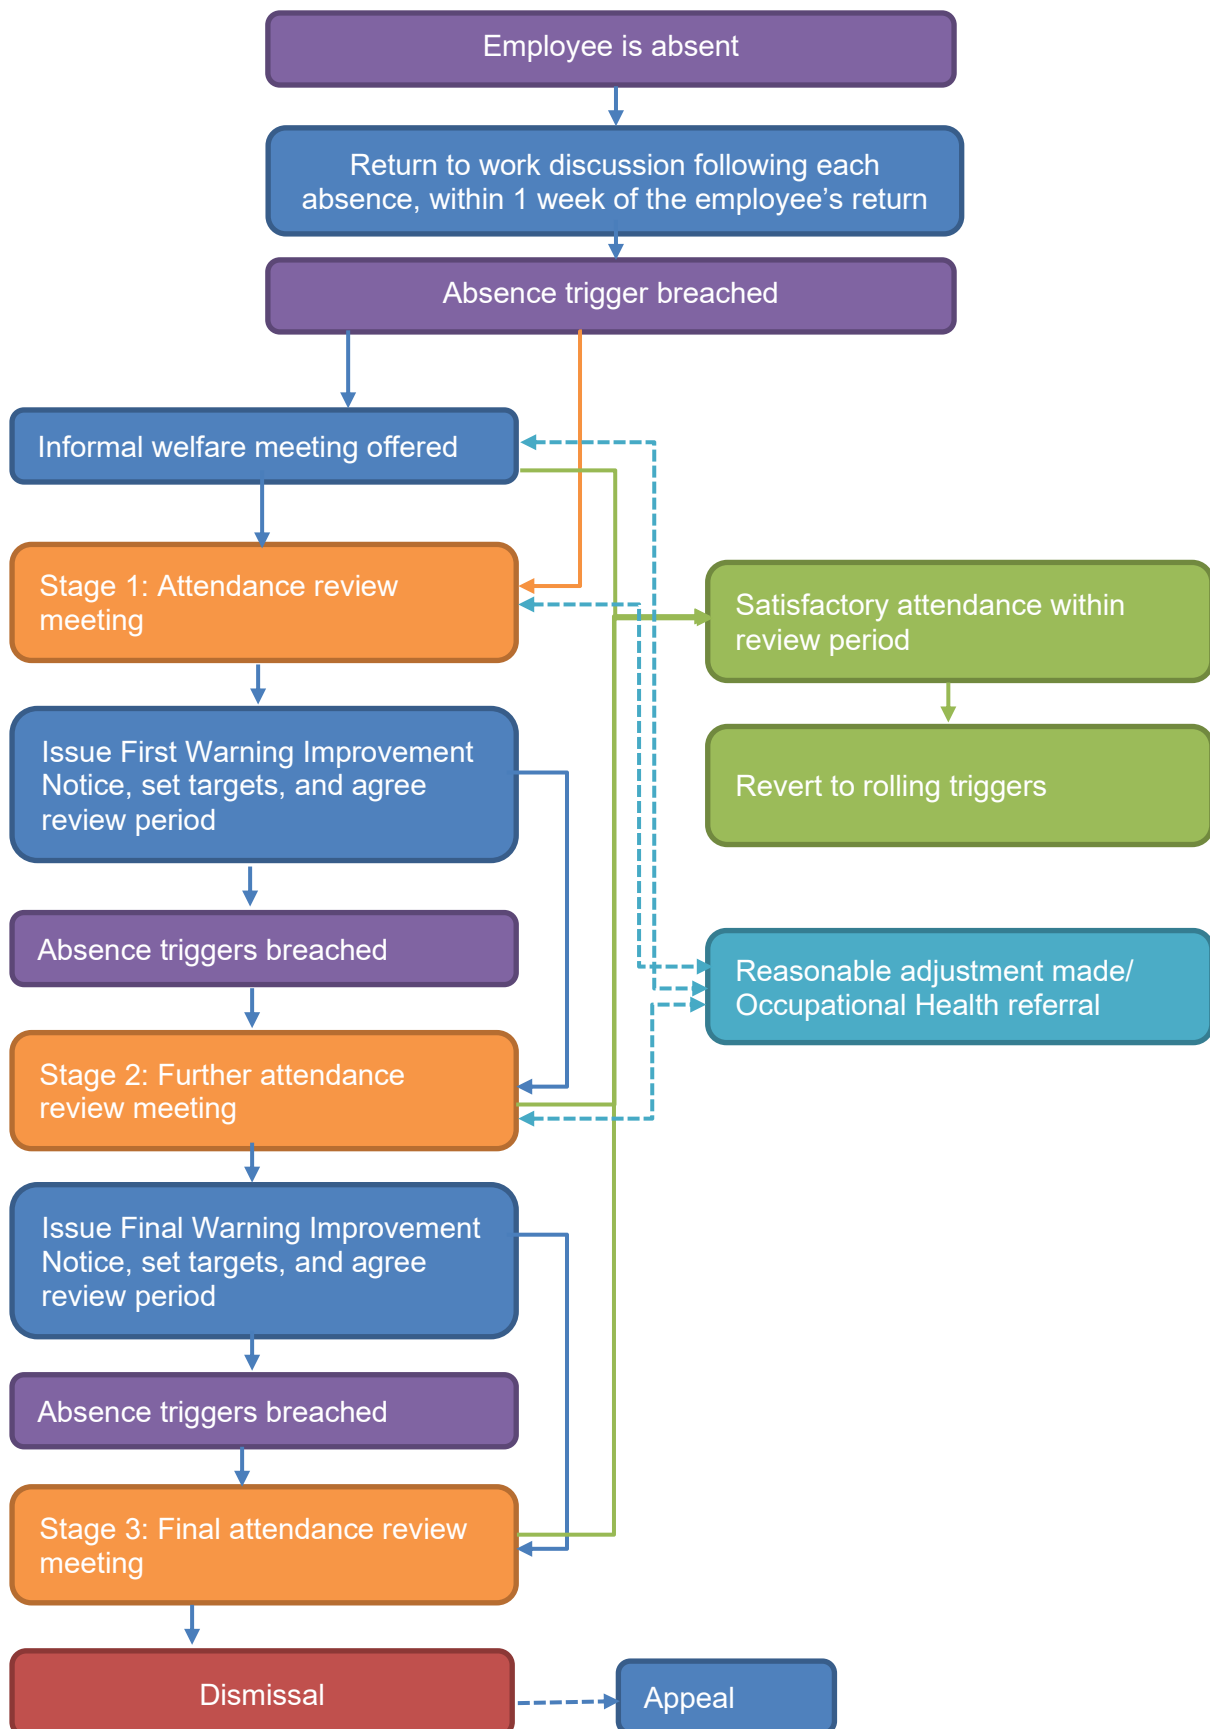 Employee is absent
Return to work discussion following each
absence, within 1 week of the employee’s return
Absence trigger breached
Informal welfare meeting offered
Stage 1: Attendance review
meeting
Satisfactory attendance within
review period
Issue First Warning Improvement
Notice, set targets, and agree
review period
Revert to rolling triggers
Absence triggers breached
Reasonable adjustment made/
Occupational Health referral
Stage 2: Further attendance
review meeting
Issue Final Warning Improvement
Notice, set targets, and agree
review period
Absence triggers breached
Stage 3: Final attendance review
meeting
Dismissal
Appeal